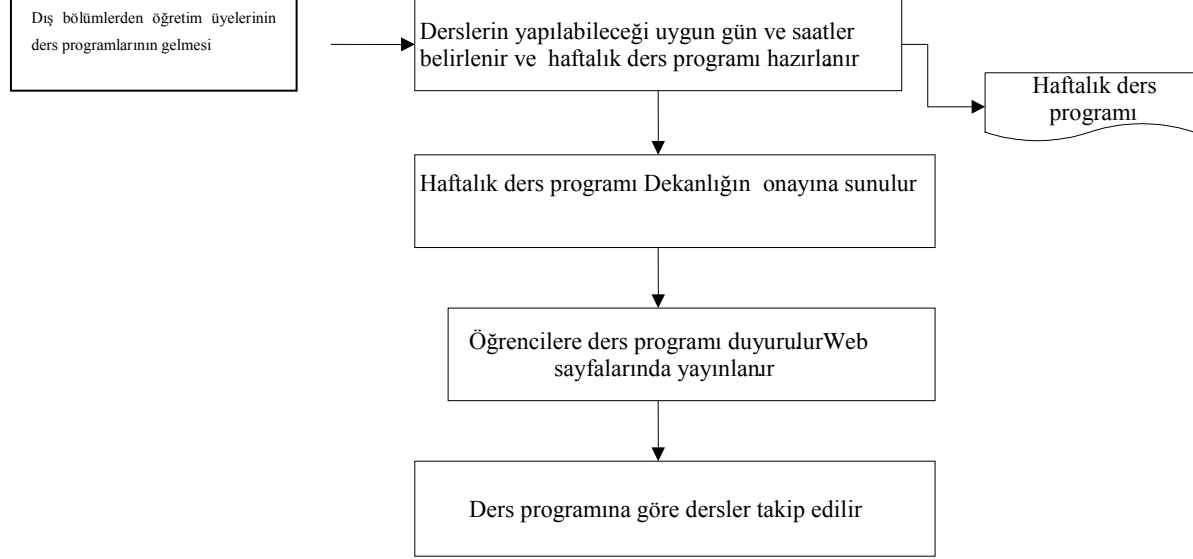 Dış bölümlerden öğretim üyelerinin
ders programlarının gelmesi
Derslerin yapılabileceği uygun gün ve saatler
belirlenir ve haftalık ders programı hazırlanır.
Haftalık ders
programı
Haftalık ders programı Dekanlığın onayına sunulur
Öğrencilere ders programı duyurulur.Web
sayfalarında yayınlanır.
Ders programına göre dersler takip edilir